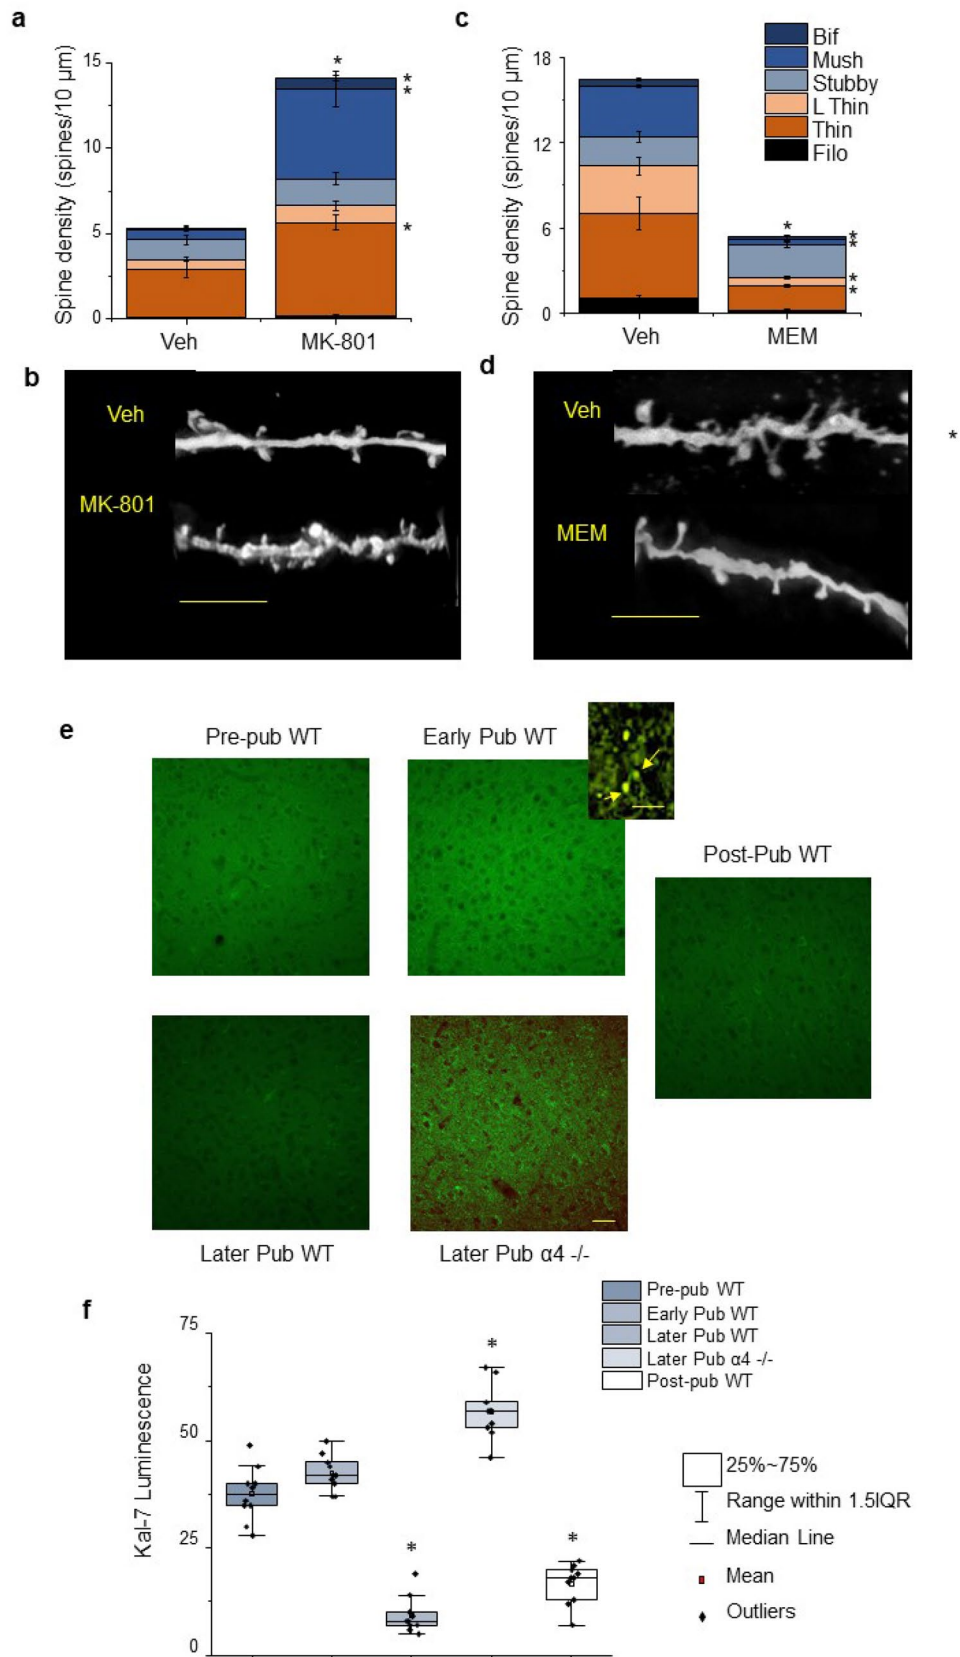 a
Spine density (spines/10 µm)
15
10
5
0
*
*
*
*
Veh
MK-801
c
Spine density (spines/10 µm)
18
12
6
0
*
*
*
*
*
Veh
MEM
Bif
Mush
Stubby
L Thin
Thin
Filo
b
Veh
MK-801
d
Veh
MEM
*
e
Pre-pub WT
Early Pub WT
Post-Pub WT
Later Pub WT
Later Pub α4 -/-
f
Kal-7 Luminescence
75
50
25
0
*
*
*
Pre-pub WT
Early Pub WT
Later Pub WT
Later Pub α4 -/-
Post-pub WT
25%~75%
Range within 1.5IQR
Median Line
Mean
Outliers